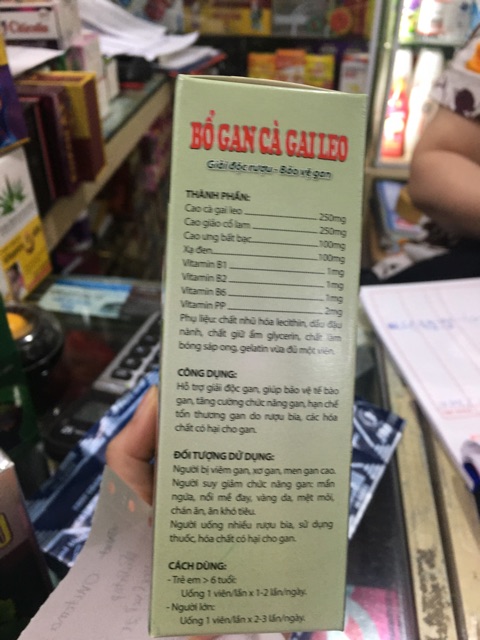 BỔ GAN CÀ GAI LEO
Giải độc rượu - Bảo vệ gan
THÀNH PHẦN:
Cao cà gai leo 250mg
Cao giảo cổ lam 250mg
Cao ưng bất bạc 100mg
Xạ đen 100mg
Vitamin B1 1mg
Vitamin B2 1mg
Vitamin B6 1mg
Vitamin PP 2mg
Phụ liệu: chất nhũ hóa lecithin, dầu đậu
nành, chất giữ ẩm glycerin, chất làm
bóng sáp ong, gelatin vừa đủ một viên.
CÔNG DỤNG:
Hỗ trợ giải độc gan, giúp bảo vệ tế bào
gan, tăng cường chức năng gan, hạn chế
tổn thương gan do rượu bia, các hóa
chất có hại cho gan.
ĐỐI TƯỢNG DỬ DỤNG:
Người bị viêm gan, xơ gan, men gan cao.
Người suy giảm chức năng gan: mẩn
ngứa, nổi mề đay, vàng da, mệt mỏi,
chán ăn, ăn khó tiêu.
Người uống nhiều rượu bia, sử dụng
thuốc, hóa chất có hại cho gan.
CÁCH DÙNG:
- Trẻ em > 6 tuổi:
Uống 1 viên/lần x 1-2 lần/ngày.
- Người lớn:
Uống 1 viên/lần x 2-3 lần/ngày.